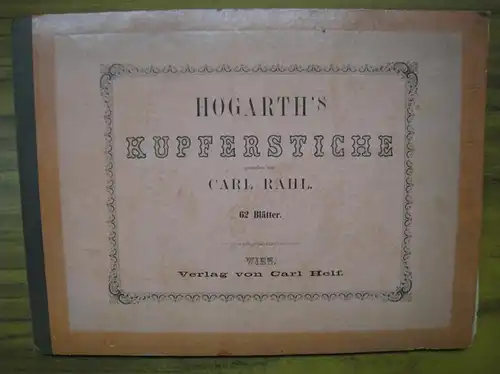 HOGARTH'S
KUPFERSTICHE
CARL RAHL.
62 Blätter.
WIEN.
Verlag von Carl Helf.